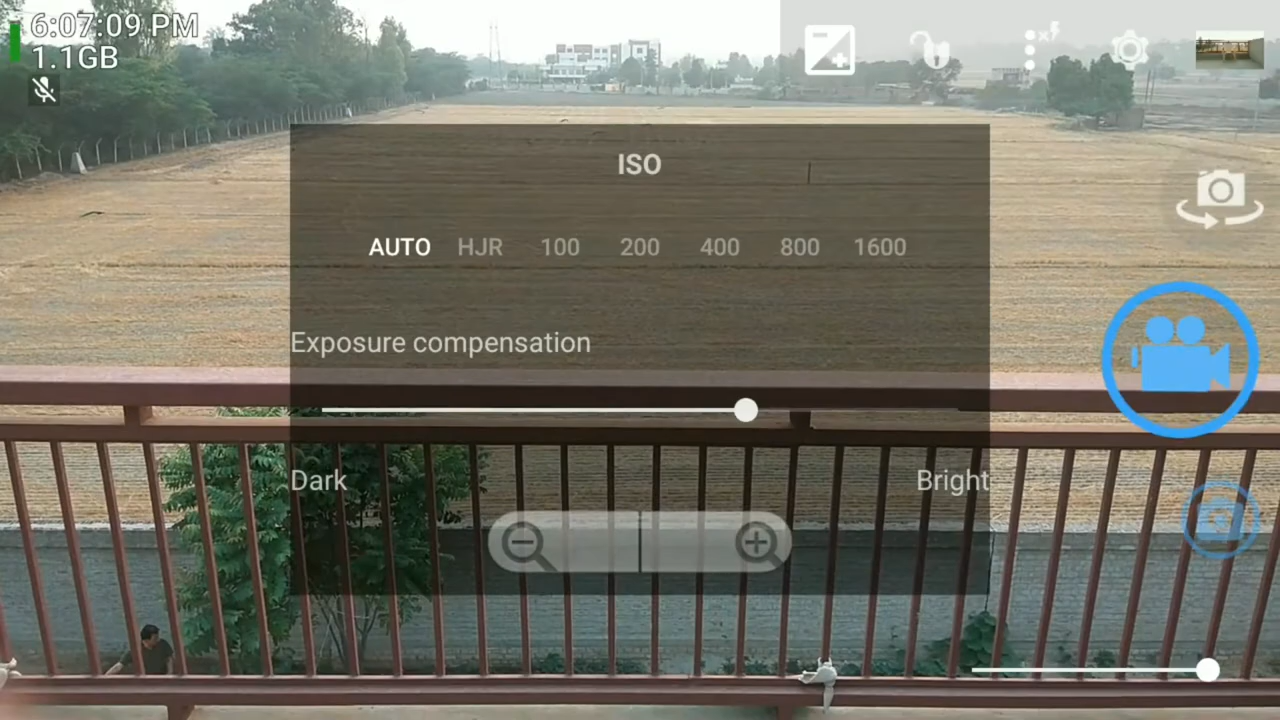 6:07:09 PM
1.1GB
ISO
AUTO HJR 100 200 400 800 1600
Exposure compensation
Dark Bright